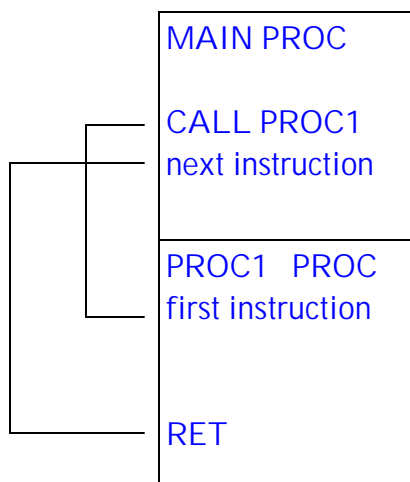 MAIN PROC
CALL PROC1
next instruction
PROC1 PROC
first instruction
RET